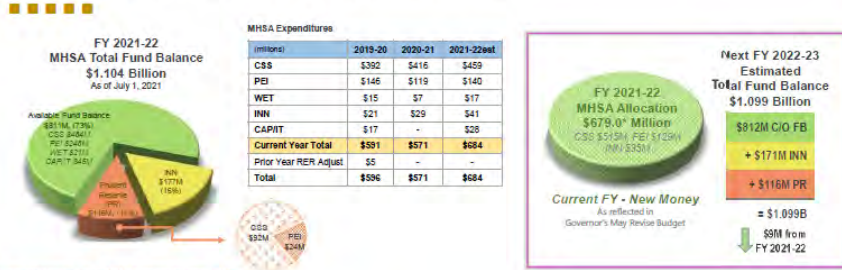 FY 2021-22
MHSA Total Fund Balance
$1.104 Billion
As of July 1, 2021
Available Fund Balance
$811M, (73%)
CSS $484M
PEI $246M
WET $21M
CAP/IT $45M
INN
$177M
(16%)
Prudent
Reserve
(PR)
$116M, (11%)
CSS
$92M
PEI
$24M
MHSA Expenditures
(millions) 2019-20 2020-21 2021-22est
CSS $392 $416 $459
PEI $146 $119 $140
WET $15 $7 $17
INN $21 $29 $41
CAP/IT $17 - $28
Current Year Total $591 $571 $684
Prior Year RER Adjust $5 - -
Total $596 $571 $684
FY 2021-22
MHSA Allocation
$679.0* Million
CSS $515M, PEI $129M
INN $35M
Current FY - New Money
As reflected in
Governor's May Revise Budget
Next FY 2022-23
Estimated
Total Fund Balance
$1.099 Billion
$812M C/O FB
+ $171M INN
+ $116M PR
= $1.099B
$9M from
FY 2021-22